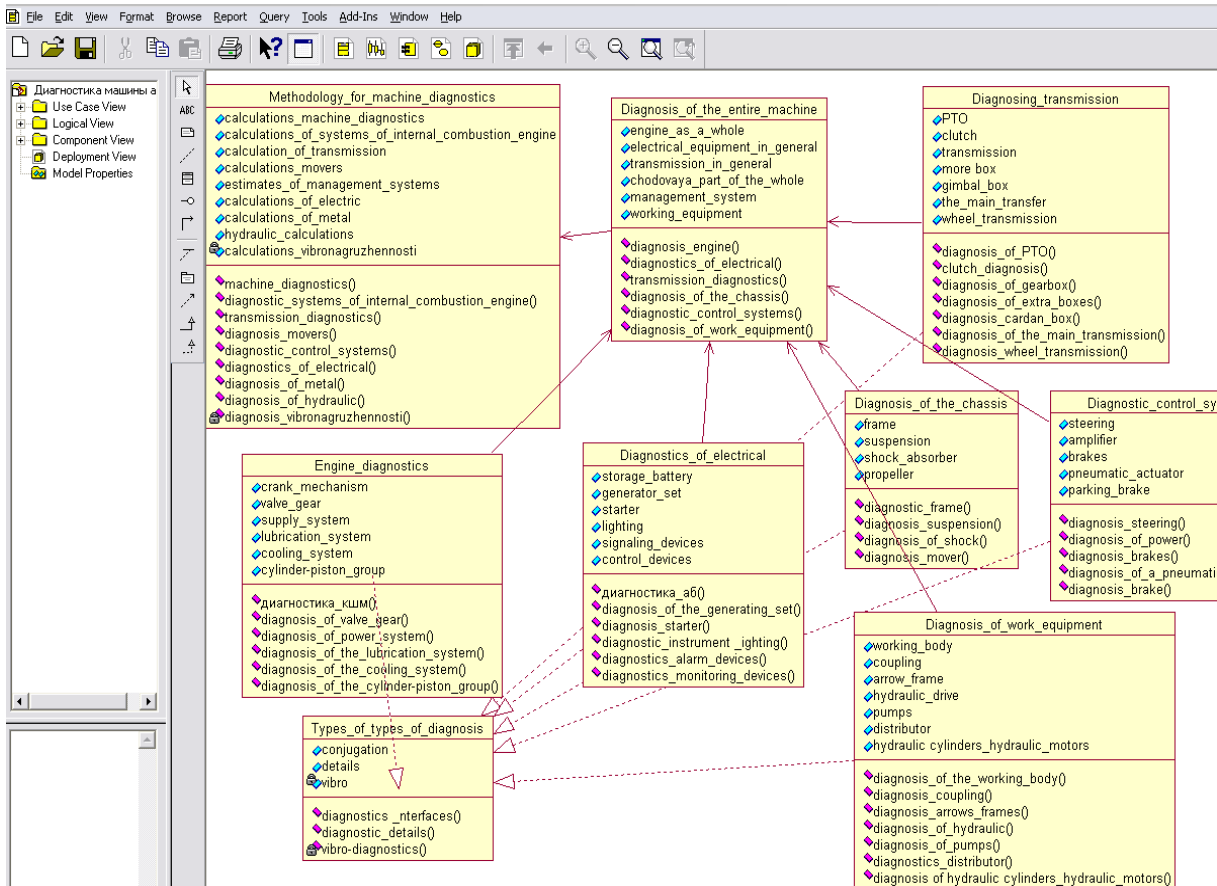 File Edit View Format Browse Report Query Tools Add-Ins Window Help
Диагностика машины а
Use Case View
Logical View
Component View
Deployment View
Model Properties
ABC
Methodology_for_machine_diagnostics
calculations_machine_diagnostics
calculations_of_systems_of_internal_combustion_engine
calculation_of_transmission
calculations_movers
estimates_of_management_systems
calculations_of_electric
calculations_of_metal
hydraulic_calculations
calculations_vibronagruzhennosti
machine_diagnostics()
diagnostic_systems_of_internal_combustion_engine()
transmission_diagnostics()
diagnosis_movers()
diagnostic_control_systems()
diagnostics_of_electrical()
diagnosis_of_metal()
diagnosis_of_hydraulic()
diagnosis_vibronagruzhennosti()
Diagnosis_of_the_entire_machine
engine_as_a_whole
electrical_equipment_in_general
transmission_in_general
chodovaya_part_of_the_whole
management_system
working_equipment
diagnosis_engine()
diagnostics_of_electrical()
transmission_diagnostics()
diagnosis_of_the_chassis()
diagnostic_control_systems()
diagnosis_of_work_equipment()
Diagnosing_transmission
PTO
clutch
transmission
more box
gimbal_box
the_main_transfer
wheel_transmission
diagnosis_of_PTO()
clutch_diagnosis()
diagnosis_of_gearbox()
diagnosis_of_extra_boxes()
diagnosis_cardan_box()
diagnosis_of_the_main_transmission()
diagnosis_wheel_transmission()
Engine_diagnostics
crank_mechanism
valve_gear
supply_system
lubrication_system
cooling_system
cylinder-piston_group
диагностика_кшм()
diagnosis_of_valve_gear()
diagnosis_of_power_system()
diagnosis_of_the_lubrication_system()
diagnosis_of_the_cooling_system()
diagnosis_of_the_cylinder-piston_group()
Diagnostics_of_electrical
storage_battery
generator_set
starter
lighting
signaling_devices
control_devices
диагностика_аб()
diagnosis_of_the_generating_set()
diagnosis_starter()
diagnostic_instrument _ighting()
diagnostics_alarm_devices()
diagnostics_monitoring_devices()
Diagnosis_of_the_chassis
frame
suspension
shock_absorber
propeller
diagnostic_frame()
diagnosis_suspension()
diagnosis_of_shock()
diagnosis_mover()
Diagnostic_control_sy
steering
amplifier
brakes
pneumatic_actuator
parking_brake
diagnosis_steering()
diagnosis_of_power()
diagnosis_brakes()
diagnosis_of_a_pneumati
diagnosis_brake()
Types_of_types_of_diagnosis
conjugation
details
vibro
diagnostics _nterfaces()
diagnostic_details()
vibro-diagnostics()
Diagnosis_of_work_equipment
working_body
coupling
arrow_frame
hydraulic_drive
pumps
distributor
hydraulic cylinders_hydraulic_motors
diagnosis_of_the_working_body()
diagnosis_coupling()
diagnosis_arrows_frames()
diagnosis_of_hydraulic()
diagnosis_of_pumps()
diagnostics_distributor()
diagnosis of hydraulic cylinders_hydraulic_motors()